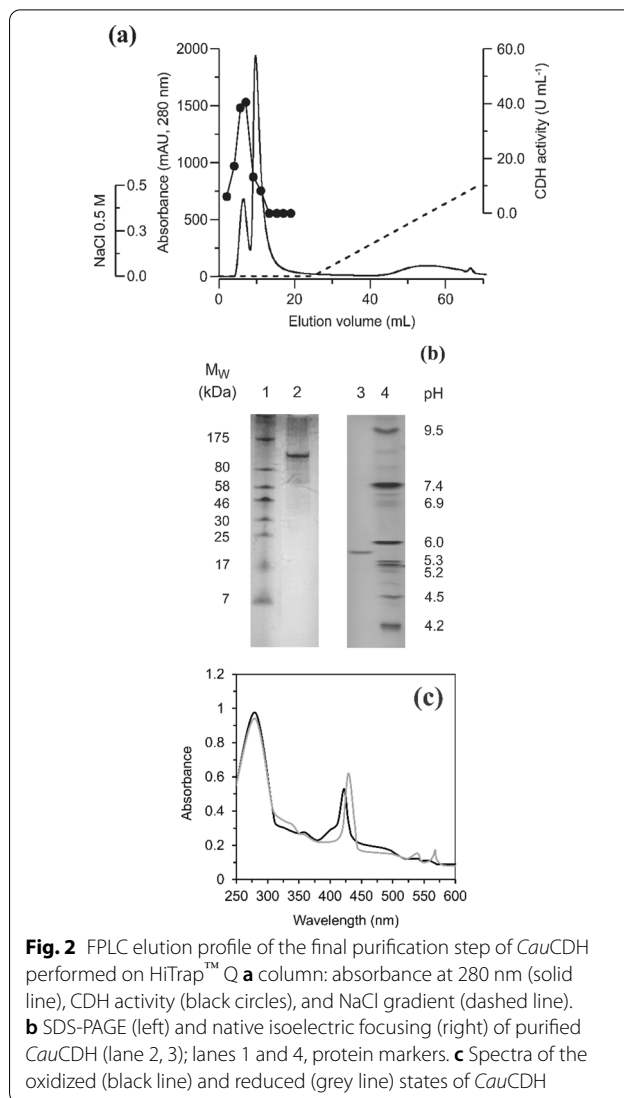 (a)
2000
1500
1000
750
250
0
Absorbance (mAU, 280 nm)
0.5
0.3
0.0
NaCl 0.5 M
60.0
40.0
20.0
0.0
CDH activity (U mL-1)
0 20 40 60
Elution volume (mL)
(b)
MW
(kDa) 1 2 3 4 pH
175
80
58
46
30
25
17
7
9.5
7.4
6.9
6.0
5.3
5.2
4.5
4.2
(c)
1.2
1
0.8
0.6
0.4
0.2
0
Absorbance
250 300 350 400 450 500 550 600
Wavelength (nm)
Fig. 2 FPLC elution profile of the final purification step of CauCDH
performed on HiTrap™ Q a column: absorbance at 280 nm (solid
line), CDH activity (black circles), and NaCl gradient (dashed line).
b SDS-PAGE (left) and native isoelectric focusing (right) of purified
CauCDH (lane 2, 3); lanes 1 and 4, protein markers. c Spectra of the
oxidized (black line) and reduced (grey line) states of CauCDH